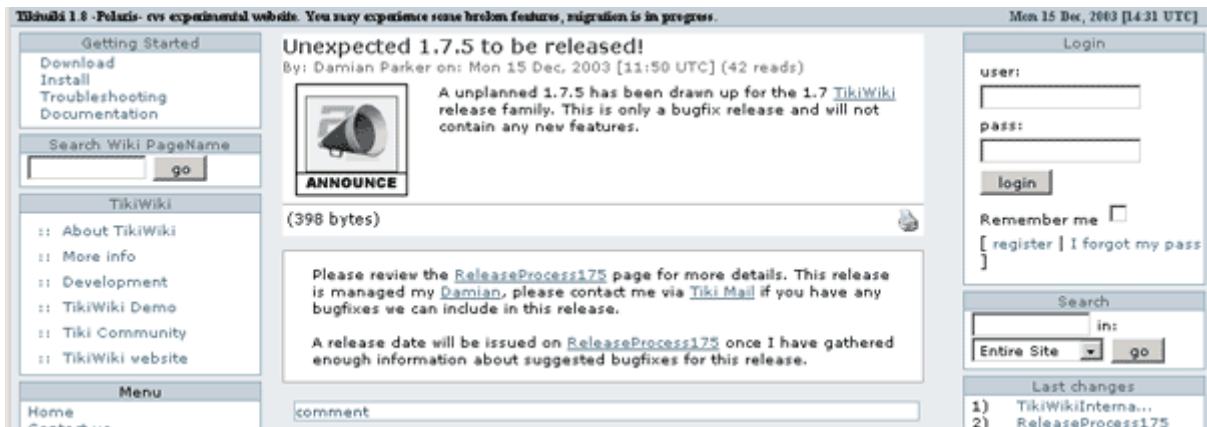 Tikiwiki 1.8 -Polaris- cvs experimental website. You may experience some broken features, migration is in progress.
Mon 15 Dec, 2003 [14:31 UTC]
Getting Started
Download
Install
Troubleshooting
Documentation
Search Wiki PageName
go
TikiWiki
:: About TikiWiki
:: More info
:: Development
:: TikiWiki Demo
:: Tiki Community
:: TikiWiki website
Menu
Home
Contact us
Unexpected 1.7.5 to be released!
By: Damian Parker on: Mon 15 Dec, 2003 [11:50 UTC] (42 reads)
ANNOUNCE
A unplanned 1.7.5 has been drawn up for the 1.7 TikiWiki
release family. This is only a bugfix release and will not
contain any new features.
(398 bytes)
Please review the ReleaseProcess175 page for more details. This release
is managed my Damian, please contact me via Tiki Mail if you have any
bugfixes we can include in this release.
A release date will be issued on ReleaseProcess175 once I have gathered
enough information about suggested bugfixes for this release.
comment
Login
user:
pass:
login
Remember me
[ register | I forgot my pass
]
Search
in:
Entire Site
go
Last changes
1) TikiWikiInterna...
2) ReleaseProcess175